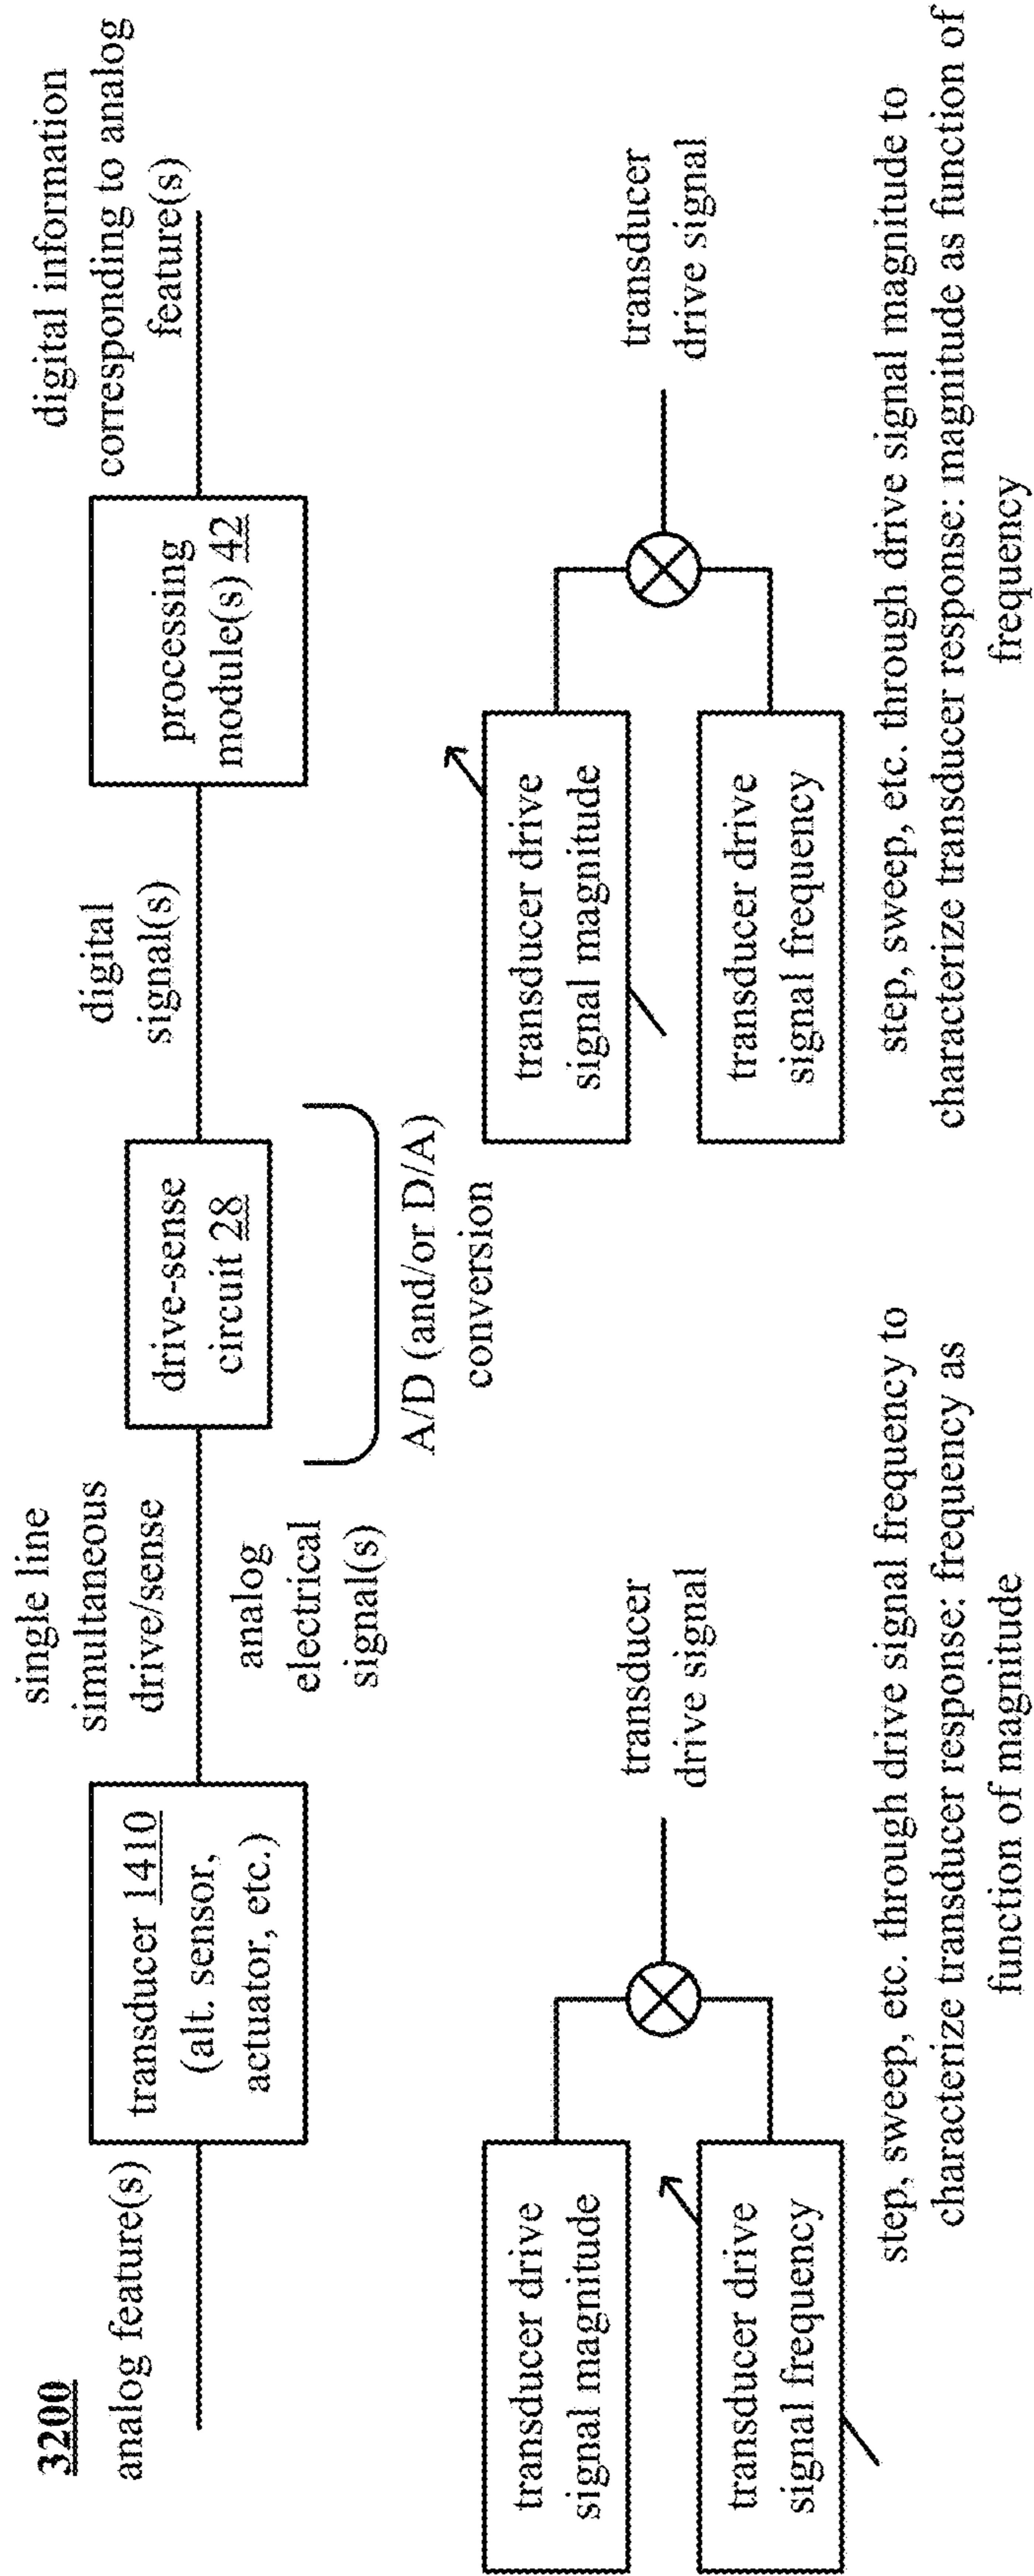 3200
analog feature(s)
transducer 1410
(alt. sensor,
actuator, etc.)
single line
simultaneous
drive/sense
analog
electrical
signal(s)
drive-sense
circuit 28
A/D (and/or D/A)
conversion
digital
signal(s)
processing
module(s) 42
digital information
corresponding to analog
feature(s)
transducer drive
signal magnitude
transducer drive
signal frequency
transducer
drive signal
step, sweep, etc. through drive signal frequency to
characterize transducer response: frequency as
function of magnitude
transducer drive
signal magnitude
transducer drive
signal frequency
transducer
drive signal
step, sweep, etc. through drive signal magnitude to
characterize transducer response: magnitude as function of
frequency